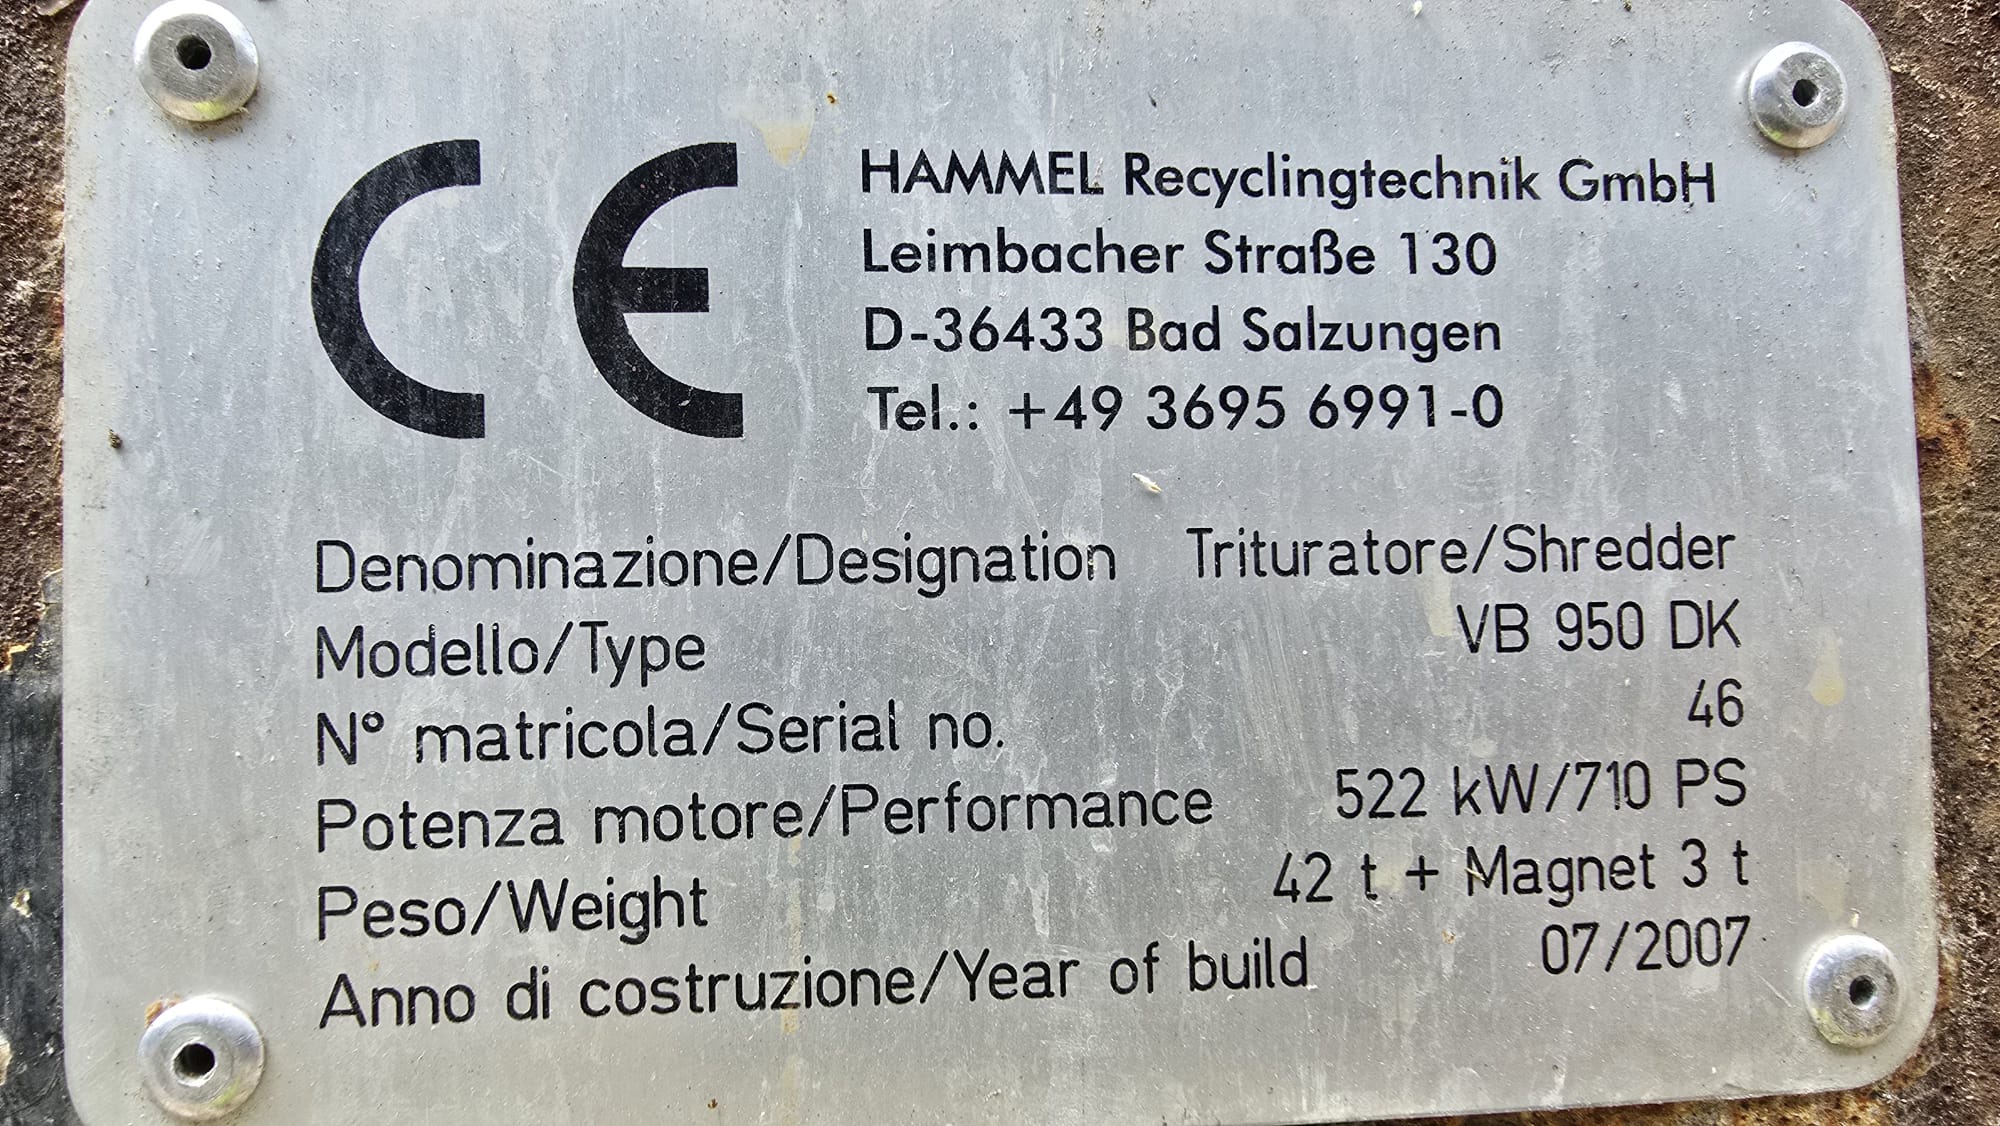 CE
HAMMEL Recyclingtechnik GmbH
Leimbacher Straße 130
D-36433 Bad Salzungen
Tel.: +49 3695 6991-0
Denominazione/Designation Trituratore/Shredder
Modello/Type VB 950 DK
N° matricola/Serial no. 46
Potenza motore/Performance 522 kW/710 PS
Peso/Weight 42 t + Magnet 3 t
Anno di costruzione/Year of build 07/2007